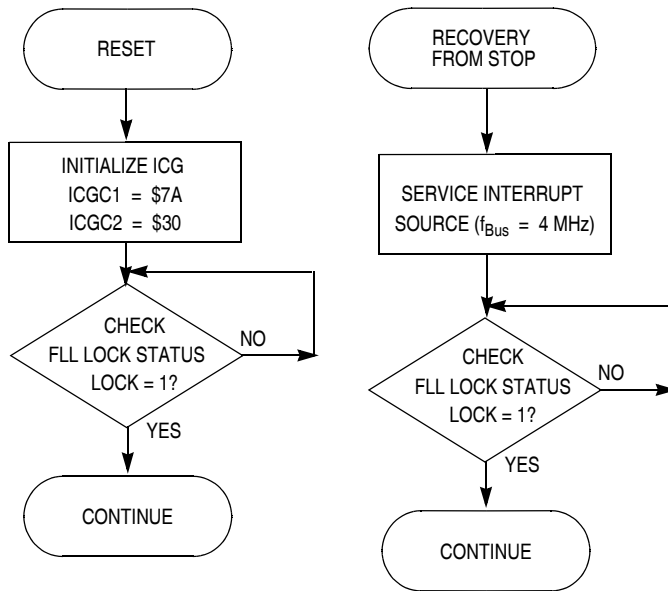 RESET
INITIALIZE ICG
ICGC1 = $7A
ICGC2 = $30
CHECK
FLL LOCK STATUS
LOCK = 1?
NO
YES
CONTINUE
RECOVERY
FROM STOP
SERVICE INTERRUPT
SOURCE (fBus = 4 MHz)
CHECK
FLL LOCK STATUS
LOCK = 1?
NO
YES
CONTINUE